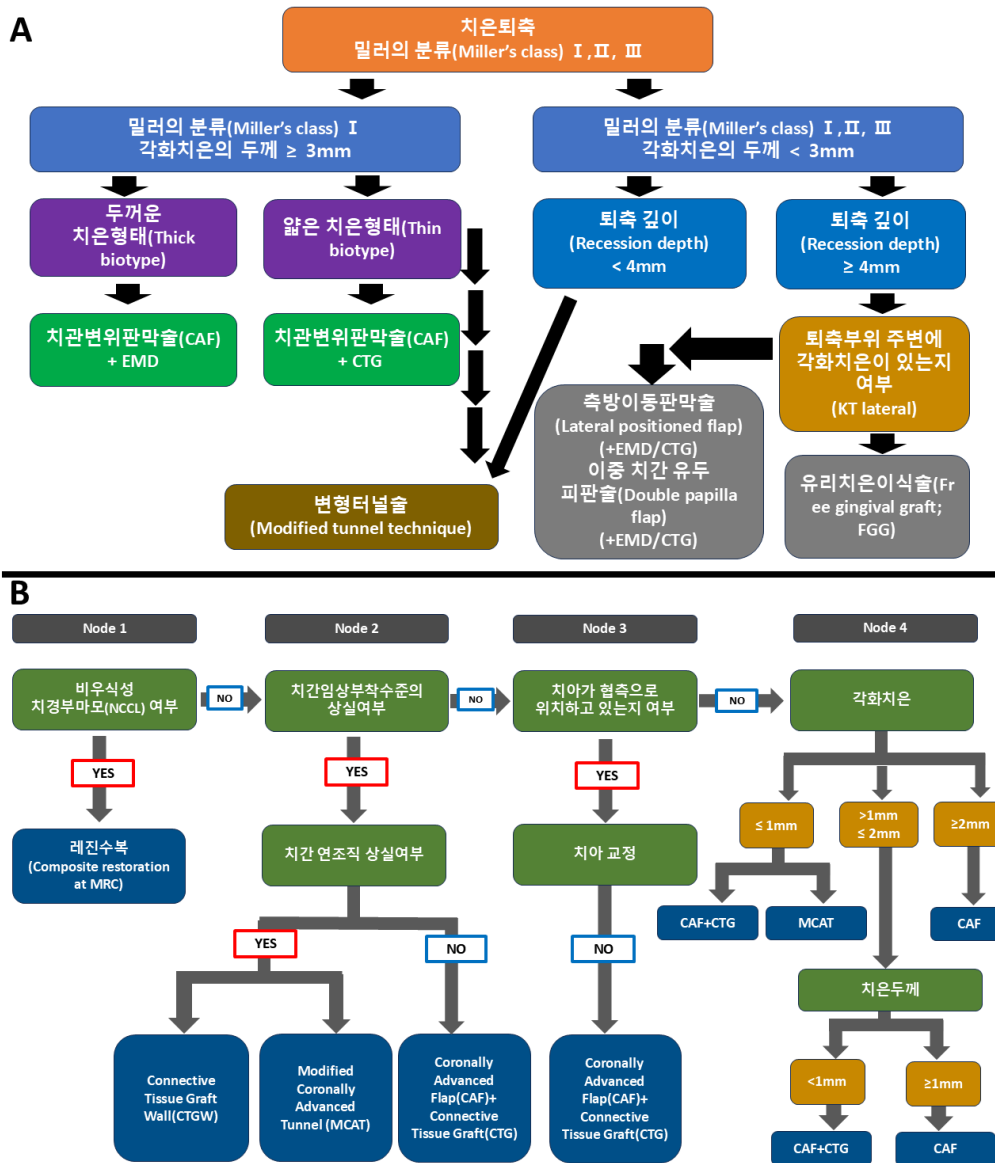 A
치은퇴축
밀러의 분류(Miller's class) Ⅰ,Ⅱ, Ⅲ
밀러의 분류(Miller's class) Ⅰ
각화치은의 두께 ≥ 3mm
밀러의 분류(Miller's class) Ⅰ,Ⅱ, Ⅲ
각화치은의 두께 < 3mm
두꺼운
치은형태(Thick
biotype)
얇은 치은형태(Thin
biotype)
퇴축 깊이
(Recession depth)
< 4mm
퇴축 깊이
(Recession depth)
≥ 4mm
치관변위판막술(CAF)
+ EMD
치관변위판막술(CAF)
+ CTG
퇴축부위 주변에
각화치은이 있는지
여부
(KT lateral)
측방이동판막술
(Lateral positioned flap)
(+EMD/CTG)
이중 치간 유두
피판술(Double papilla
flap)
(+EMD/CTG)
유리치은이식술(Fr
ee gingival graft;
FGG)
변형터널술
(Modified tunnel technique)
B
Node 1
Node 2
Node 3
Node 4
비우식성
치경부마모(NCCL) 여부
NO
치간임상부착수준의
상실여부
NO
치아가 협측으로
위치하고 있는지 여부
NO
각화치은
YES
YES
YES
레진수복
(Composite restoration
at MRC)
치간 연조직 상실여부
치아 교정
≤ 1mm
>1mm
≤ 2mm
≥2mm
CAF+CTG
MCAT
CAF
YES
NO
NO
치은두께
Connective
Tissue Graft
Wall(CTGW)
Modified
Coronally
Advanced
Tunnel (MCAT)
Coronally
Advanced
Flap(CAF)+
Connective
Tissue Graft(CTG)
Coronally
Advanced
Flap(CAF)+
Connective
Tissue Graft(CTG)
<1mm
≥1mm
CAF+CTG
CAF